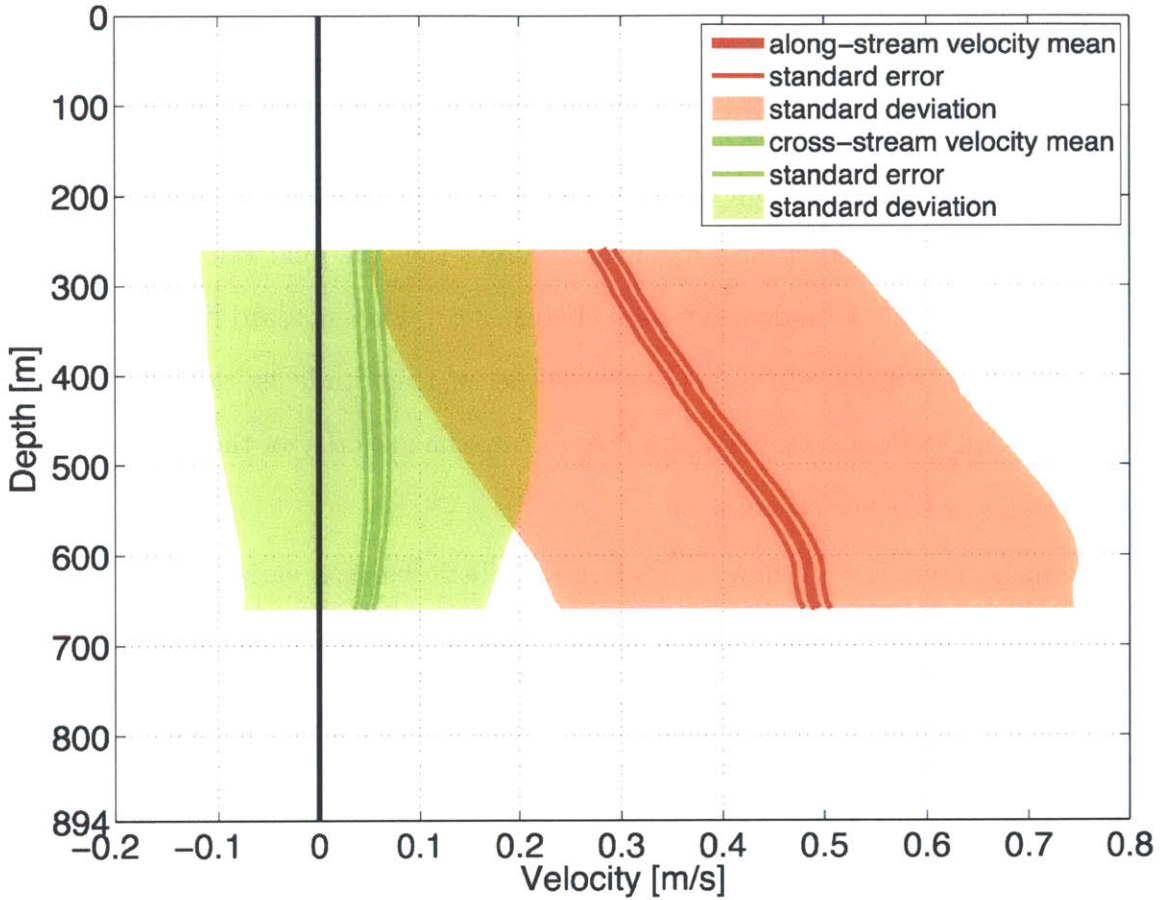 0
100
200
300
400
500
600
700
800
894
Depth [m]
along-stream velocity mean
standard error
standard deviation
cross-stream velocity mean
standard error
standard deviation
-0.2 -0.1 0 0.1 0.2 0.3 0.4 0.5 0.6 0.7 0.8
Velocity [m/s]